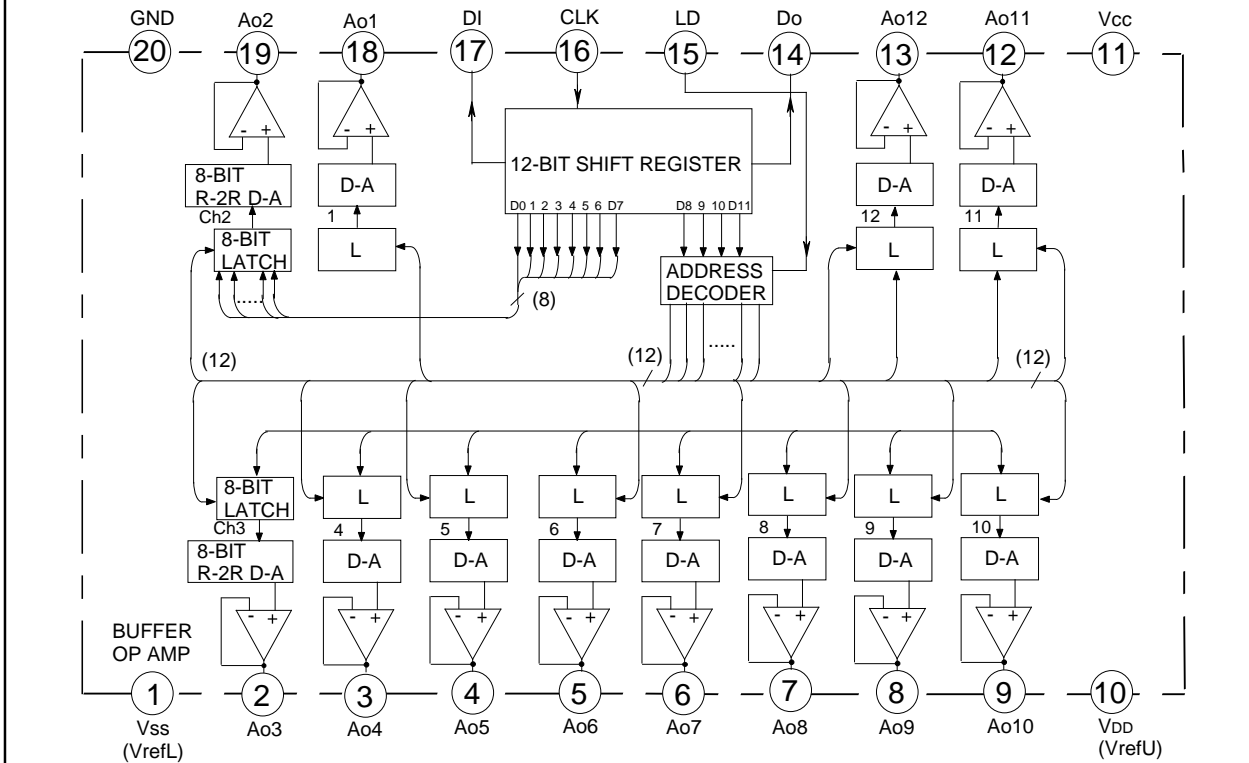 GND Ao2 Ao1 DI CLK LD Do Ao12 Ao11 Vcc
20 19 18 17 16 15 14 13 12 11
- + - + - + - +
12-BIT SHIFT REGISTER
8-BIT
R-2R D-A
D-A
D-A
D-A
D0 1 2 3 4 5 6 D7 D8 9 10 D11
Ch2 1 12 11
8-BIT
LATCH
L
L
L
ADDRESS
DECODER
.....
(8)
.....
(12) (12) (12)
8-BIT
LATCH
L L L L L L L
Ch3 4 5 6 7 8 9 10
8-BIT
R-2R D-A
D-A D-A D-A D-A D-A D-A D-A
- + - + - + - + - + - + - + - +
BUFFER
OP AMP
1 2 3 4 5 6 7 8 9 10
Vss Ao3 Ao4 Ao5 Ao6 Ao7 Ao8 Ao9 Ao10 VDD
(VrefL) (VrefU)